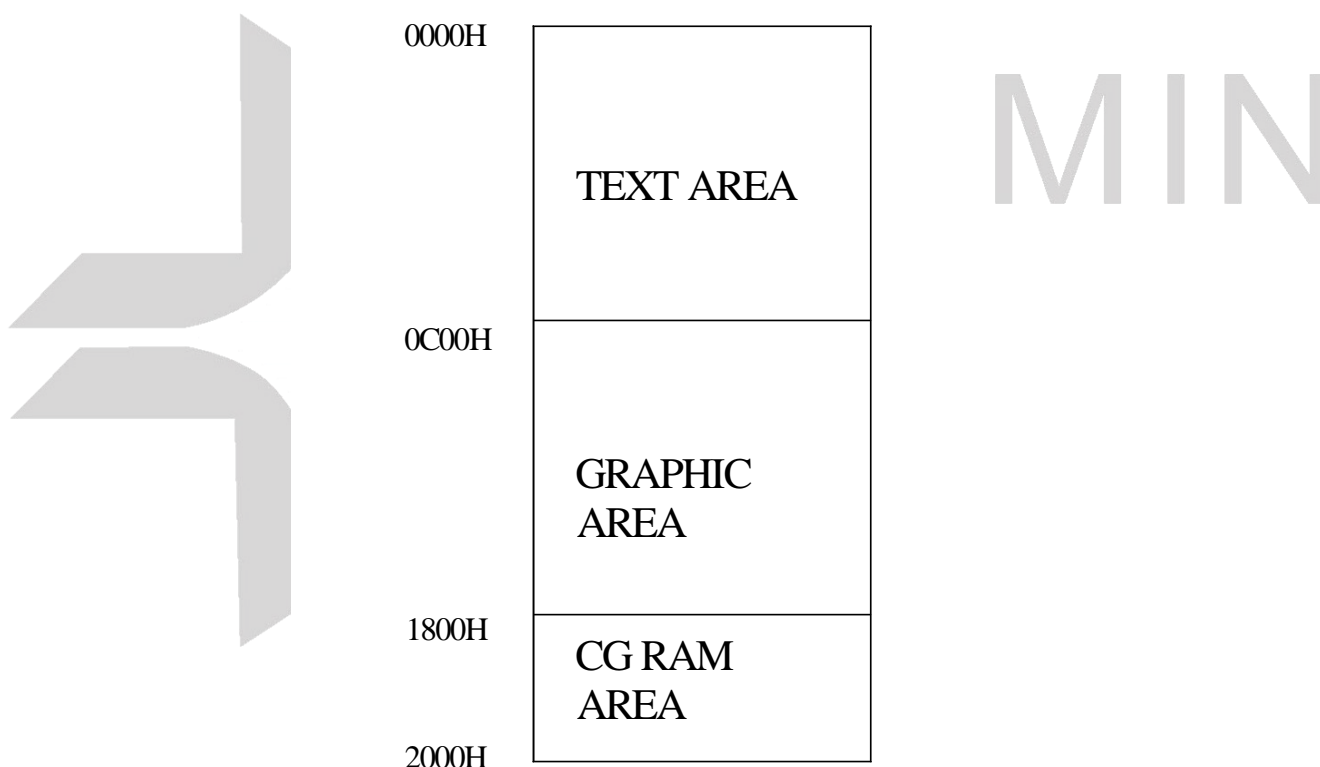 0000H
MIN
TEXT AREA
0C00H
GRAPHIC
AREA
1800H
CG RAM
AREA
2000H